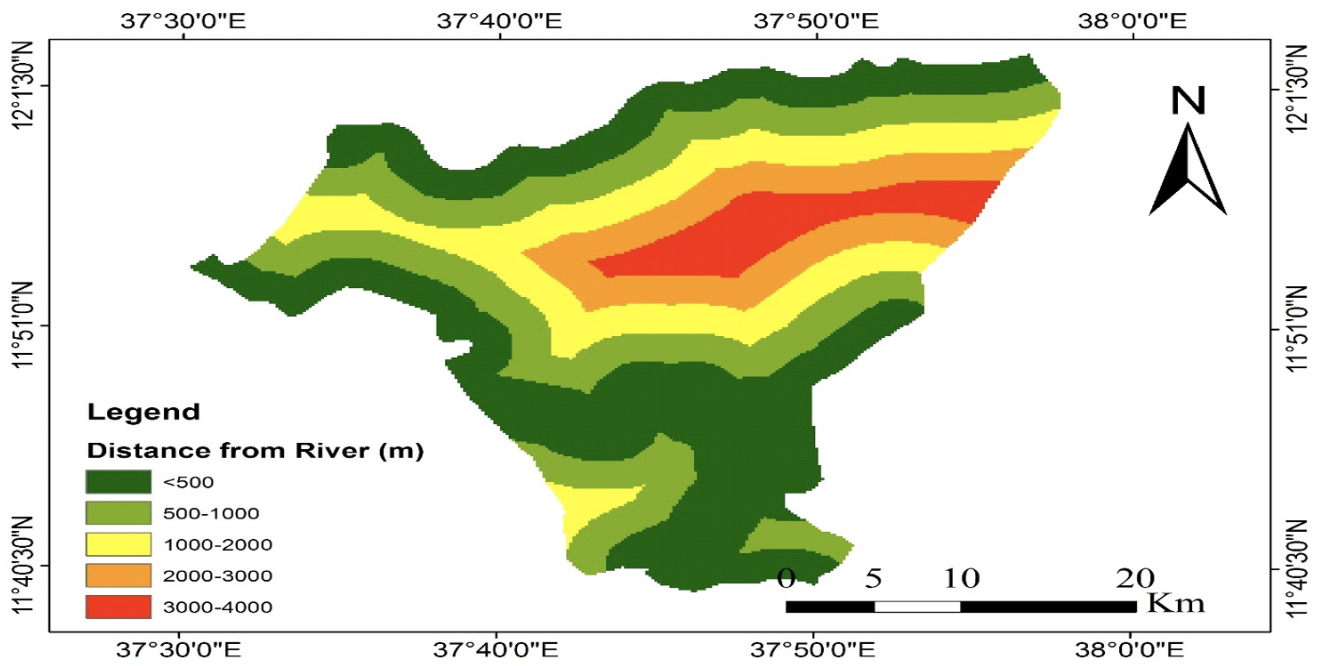 37°30'0"E 37°40'0"E 37°50'0"E 38°0'0"E
12°1'30"N
12°1'30"N
N
11°51'0"N
11°51'0"N
Legend
Distance from River (m)
<500
500-1000
1000-2000
2000-3000
3000-4000
11°40'30"N
11°40'30"N
0 5 10 20
Km
37°30'0"E 37°40'0"E 37°50'0"E 38°0'0"E